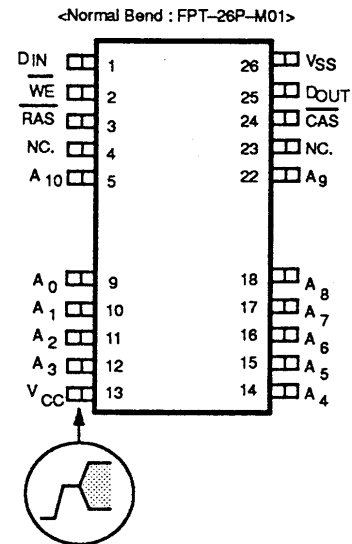 <Normal Bend : FPT-26P-M01>
DIN 1 26 VSS
WE 2 25 DOUT
RAS 3 24 CAS
NC. 4 23 NC.
A10 5 22 A9
A0 9 18 A8
A1 10 17 A7
A2 11 16 A6
A3 12 15 A5
VCC 13 14 A4